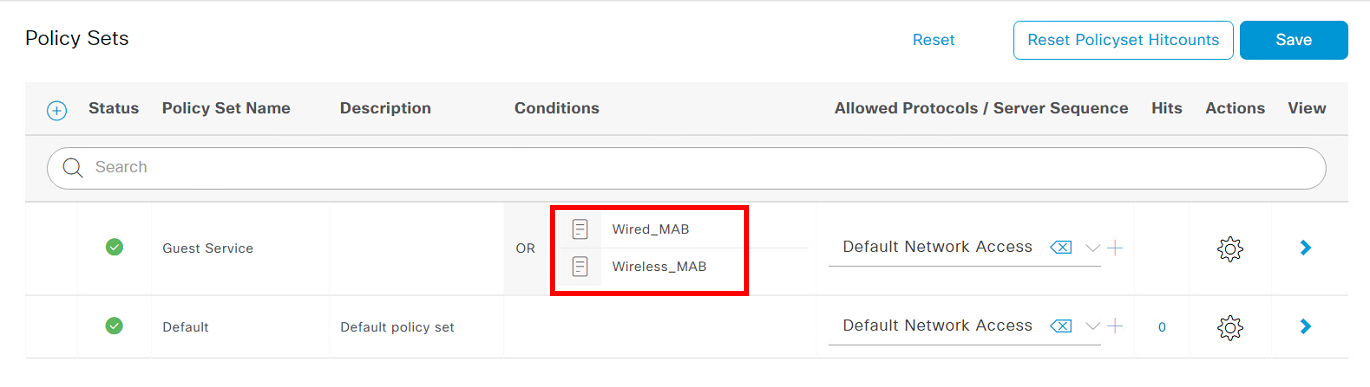 Policy Sets
Reset
Reset Policyset Hitcounts
Save
Status
Policy Set Name
Description
Conditions
Allowed Protocols / Server Sequence
Hits
Actions
View
Search
Guest Service
OR
Wired_MAB
Wireless_MAB
Default Network Access
Default
Default policy set
Default Network Access
0